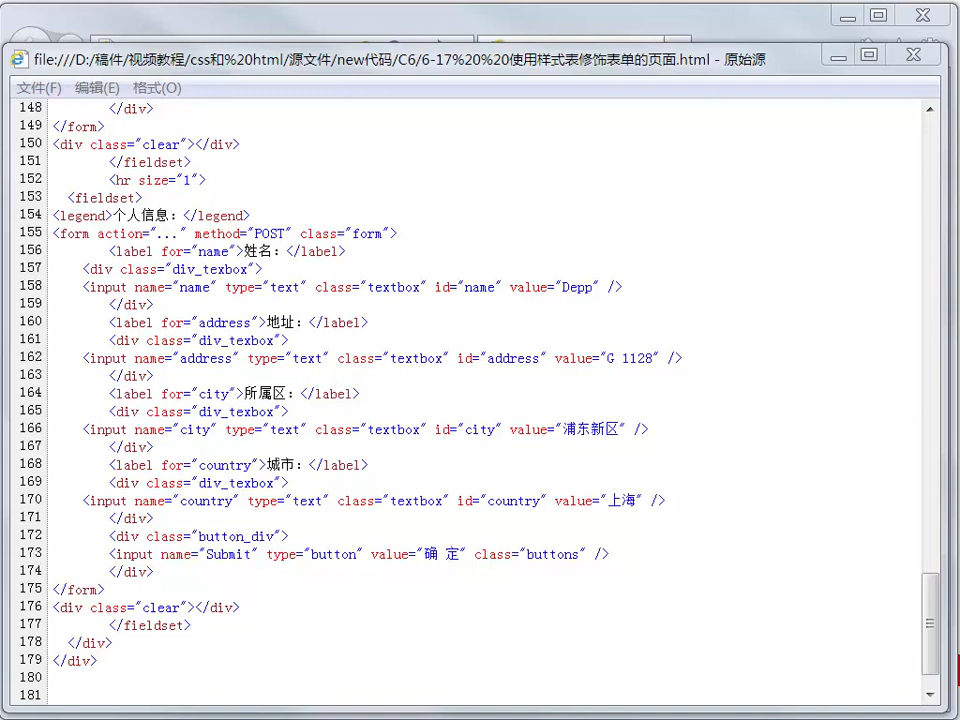 file:///D:/稿件/视频教程/css和%20html/源文件/new代码/C6/6-17%20%20使用样式表修饰表单的页面.html - 原始源
文件(F) 编辑(E) 格式(O)
148 </div>
149 </form>
150 <div class="clear"></div>
151 </fieldset>
152 <hr size="1">
153 <fieldset>
154 <legend>个人信息：</legend>
155 <form action="..." method="POST" class="form">
156 <label for="name">姓名：</label>
157 <div class="div_texbox">
158 <input name="name" type="text" class="textbox" id="name" value="Depp" />
159 </div>
160 <label for="address">地址：</label>
161 <div class="div_texbox">
162 <input name="address" type="text" class="textbox" id="address" value="G 1128" />
163 </div>
164 <label for="city">所属区：</label>
165 <div class="div_texbox">
166 <input name="city" type="text" class="textbox" id="city" value="浦东新区" />
167 </div>
168 <label for="country">城市：</label>
169 <div class="div_texbox">
170 <input name="country" type="text" class="textbox" id="country" value="上海" />
171 </div>
172 <div class="button_div">
173 <input name="Submit" type="button" value="确 定" class="buttons" />
174 </div>
175 </form>
176 <div class="clear"></div>
177 </fieldset>
178 </div>
179 </div>
180
181